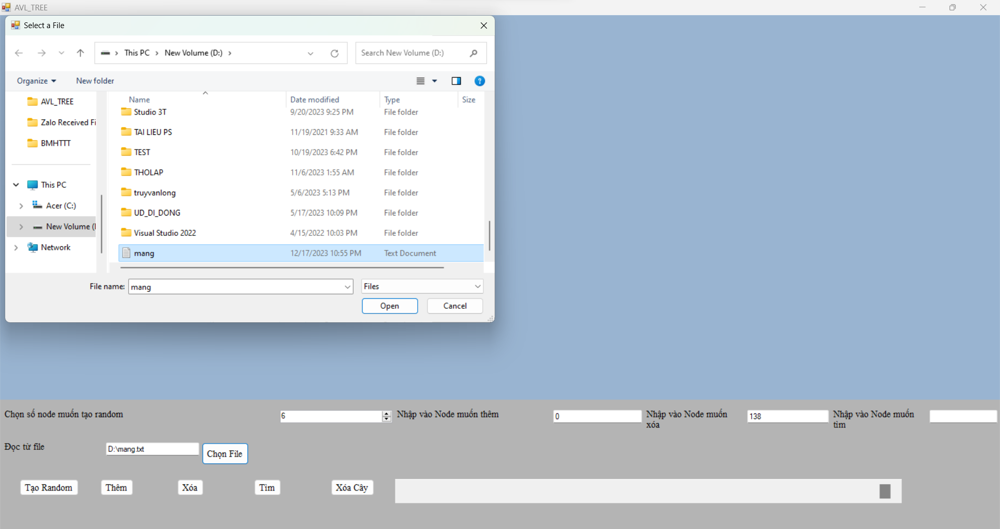 AVL_TREE
Select a File
This PC > New Volume (D:) >
Search New Volume (D:)
Organize
New folder
AVL_TREE
Zalo Received Fi
BMHTTT
This PC
Acer (C:)
New Volume (
Network
Name Date modified Type Size
Studio 3T 9/20/2023 9:25 PM File folder
TAI LIEU PS 11/19/2021 9:33 AM File folder
TEST 10/19/2023 6:42 PM File folder
THOLAP 11/6/2023 1:55 AM File folder
truyvanlong 5/6/2023 5:13 PM File folder
UD_DI_DONG 5/17/2023 10:09 PM File folder
Visual Studio 2022 4/15/2022 10:03 PM File folder
mang 12/17/2023 10:55 PM Text Document
File name: mang Files
Open Cancel
Chọn số node muốn tạo random 6
Nhập vào Node muốn thêm 0
Nhập vào Node muốn
xóa
138
Nhập vào Node muốn
tìm
Đọc từ file D:\mang.txt Chọn File
Tạo Random Thêm Xóa Tìm Xóa Cây